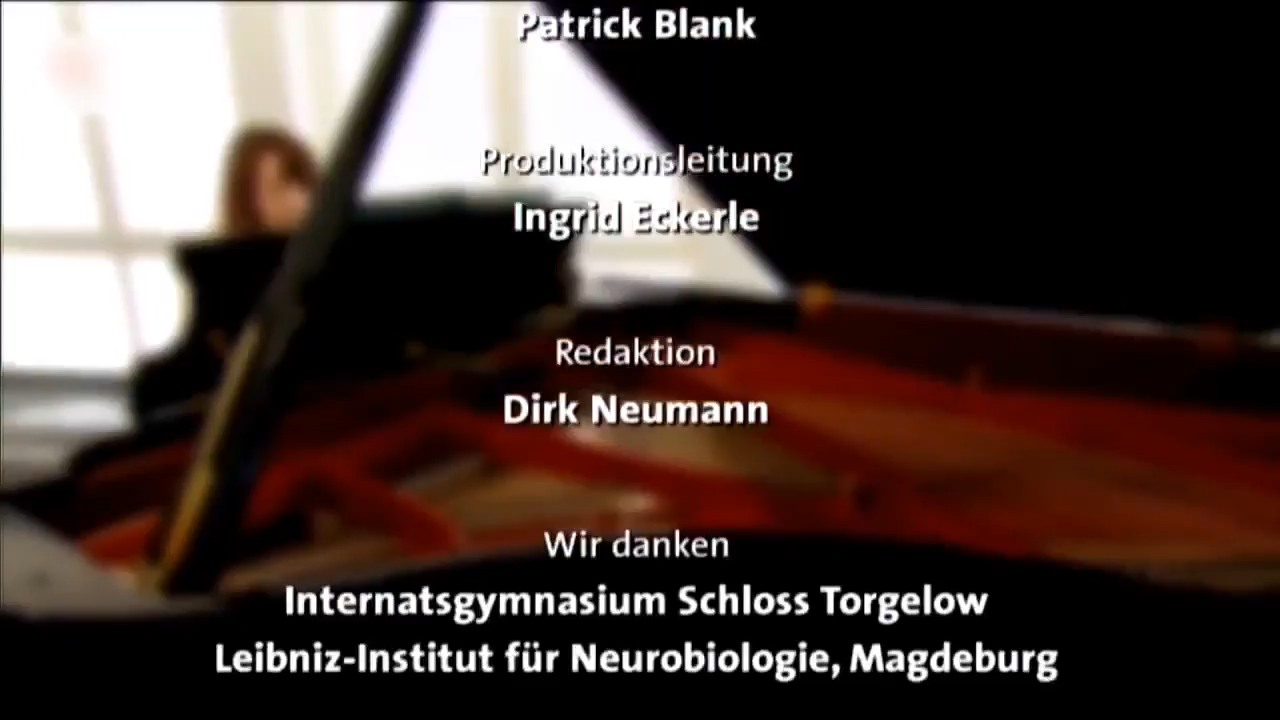 Patrick Blank
Produktionsleitung
Ingrid Eckerle
Redaktion
Dirk Neumann
Wir danken
Internatsgymnasium Schloss Torgelow
Leibniz-Institut für Neurobiologie, Magdeburg